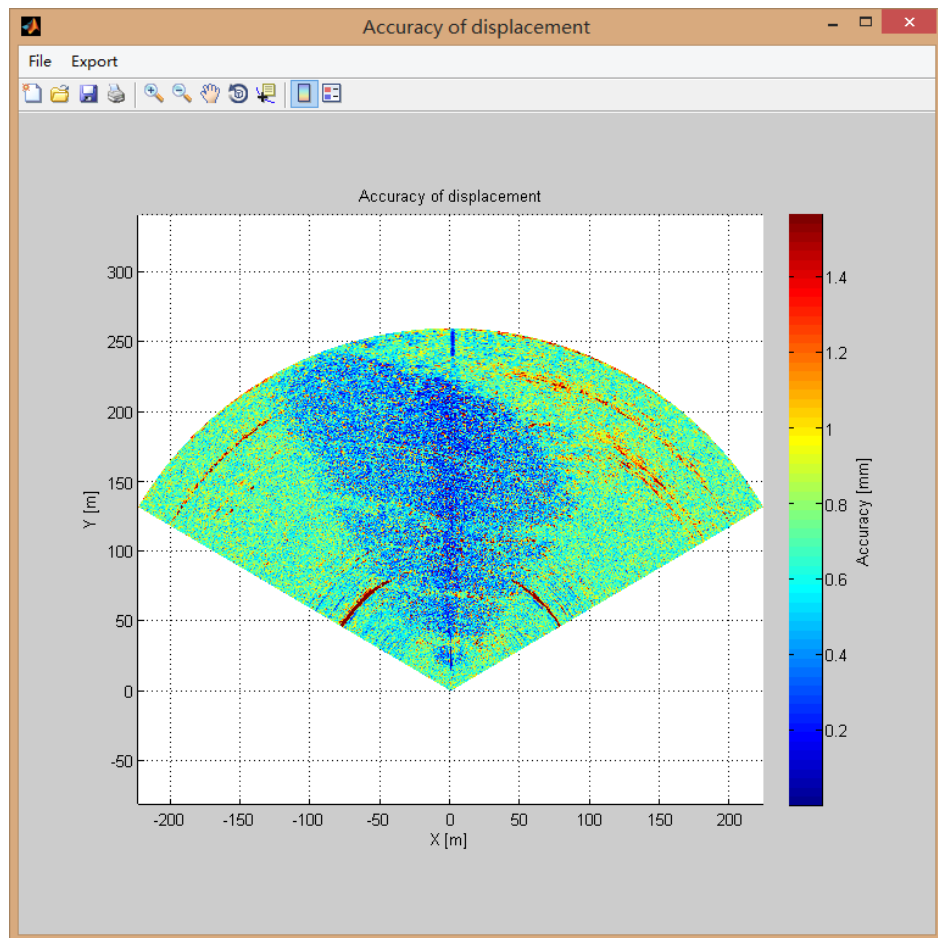 Accuracy of displacement
File Export
Accuracy of displacement
300
250
200
150
100
50
0
-50
Y [m]
-200 -150 -100 -50 0 50 100 150 200
X [m]
1.4
1.2
1
0.8
0.6
0.4
0.2
Accuracy [mm]